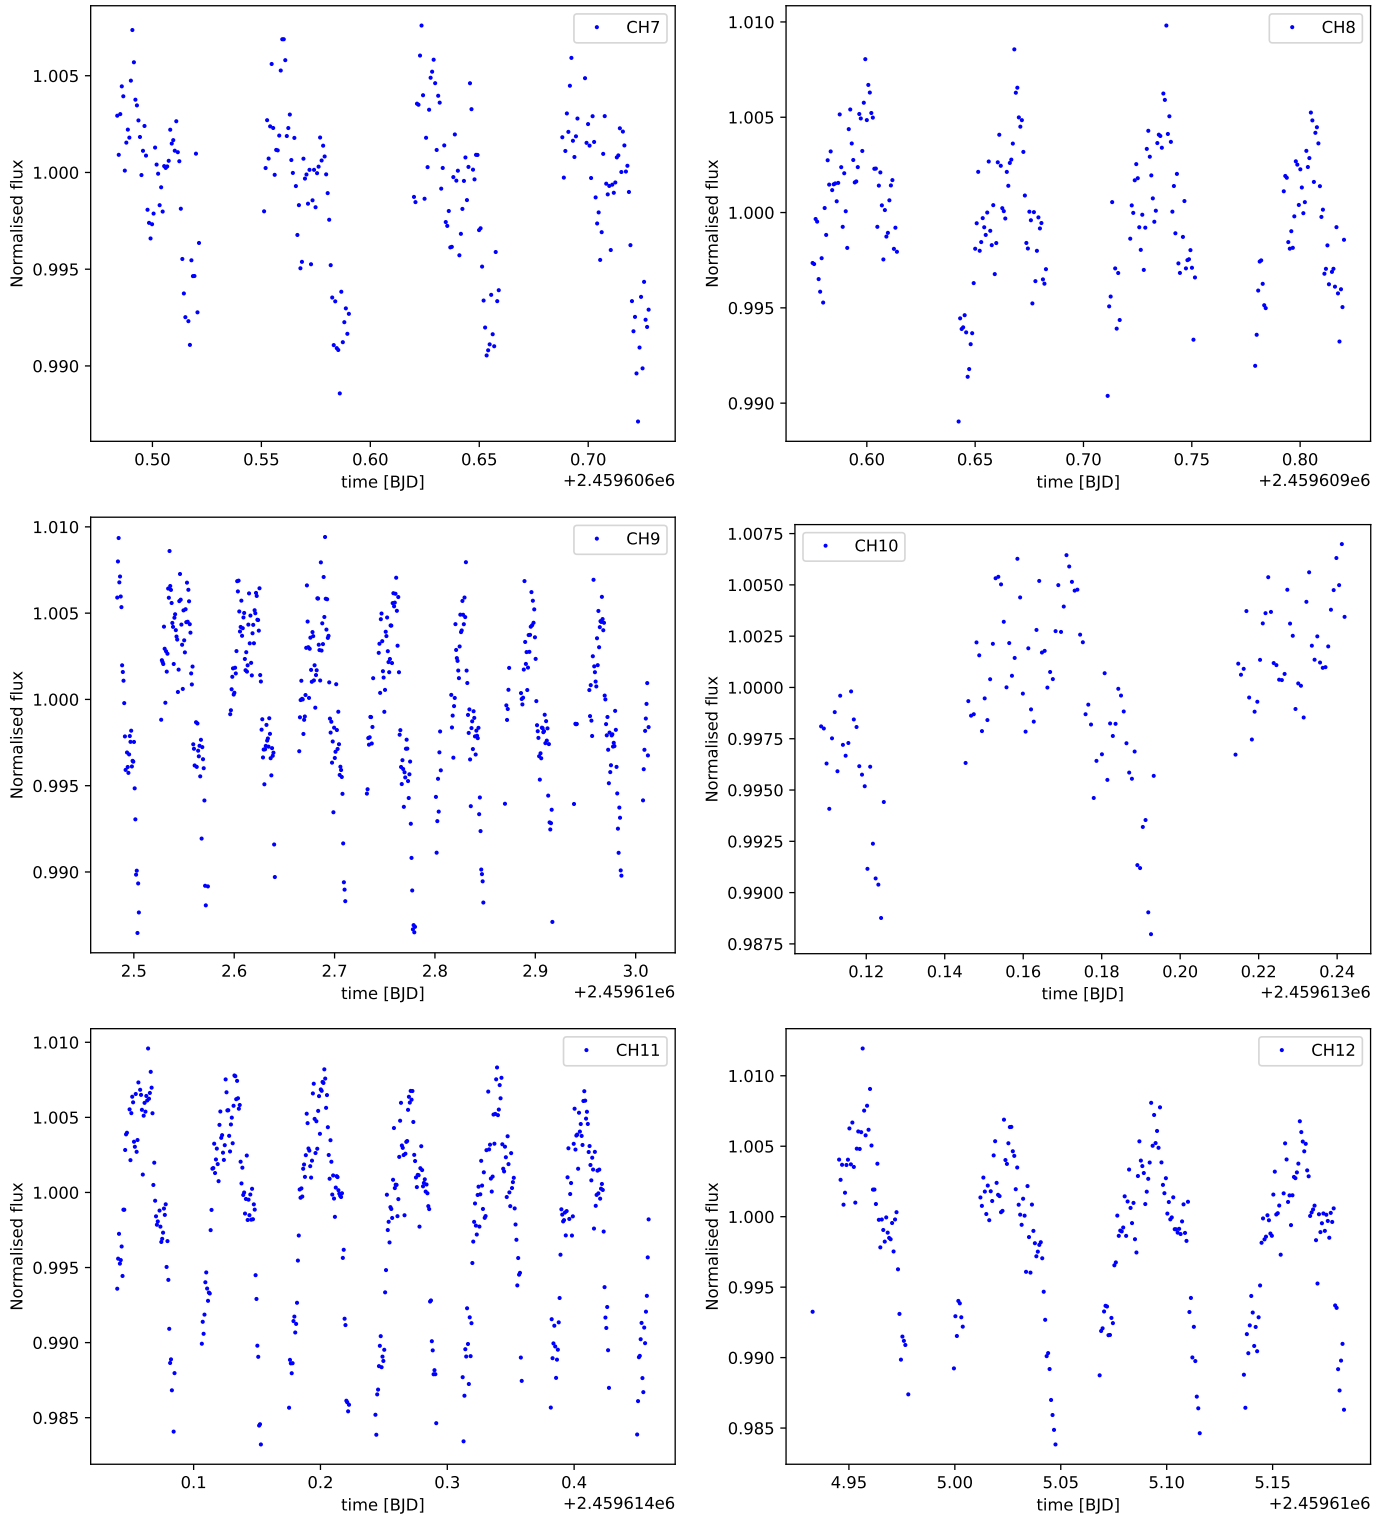 CH7
Normalised flux
1.005
1.000
0.995
0.990
0.50 0.55 0.60 0.65 0.70
time [BJD]
+2.459606e6
CH8
Normalised flux
1.010
1.005
1.000
0.995
0.990
0.60 0.65 0.70 0.75 0.80
time [BJD]
+2.459609e6
CH9
Normalised flux
1.010
1.005
1.000
0.995
0.990
2.5 2.6 2.7 2.8 2.9 3.0
time [BJD]
+2.45961e6
CH10
Normalised flux
1.0075
1.0050
1.0025
1.0000
0.9975
0.9950
0.9925
0.9900
0.9875
0.12 0.14 0.16 0.18 0.20 0.22 0.24
time [BJD]
+2.459613e6
CH11
Normalised flux
1.010
1.005
1.000
0.995
0.990
0.985
0.1 0.2 0.3 0.4
time [BJD]
+2.459614e6
CH12
Normalised flux
1.010
1.005
1.000
0.995
0.990
0.985
4.95 5.00 5.05 5.10 5.15
time [BJD]
+2.45961e6